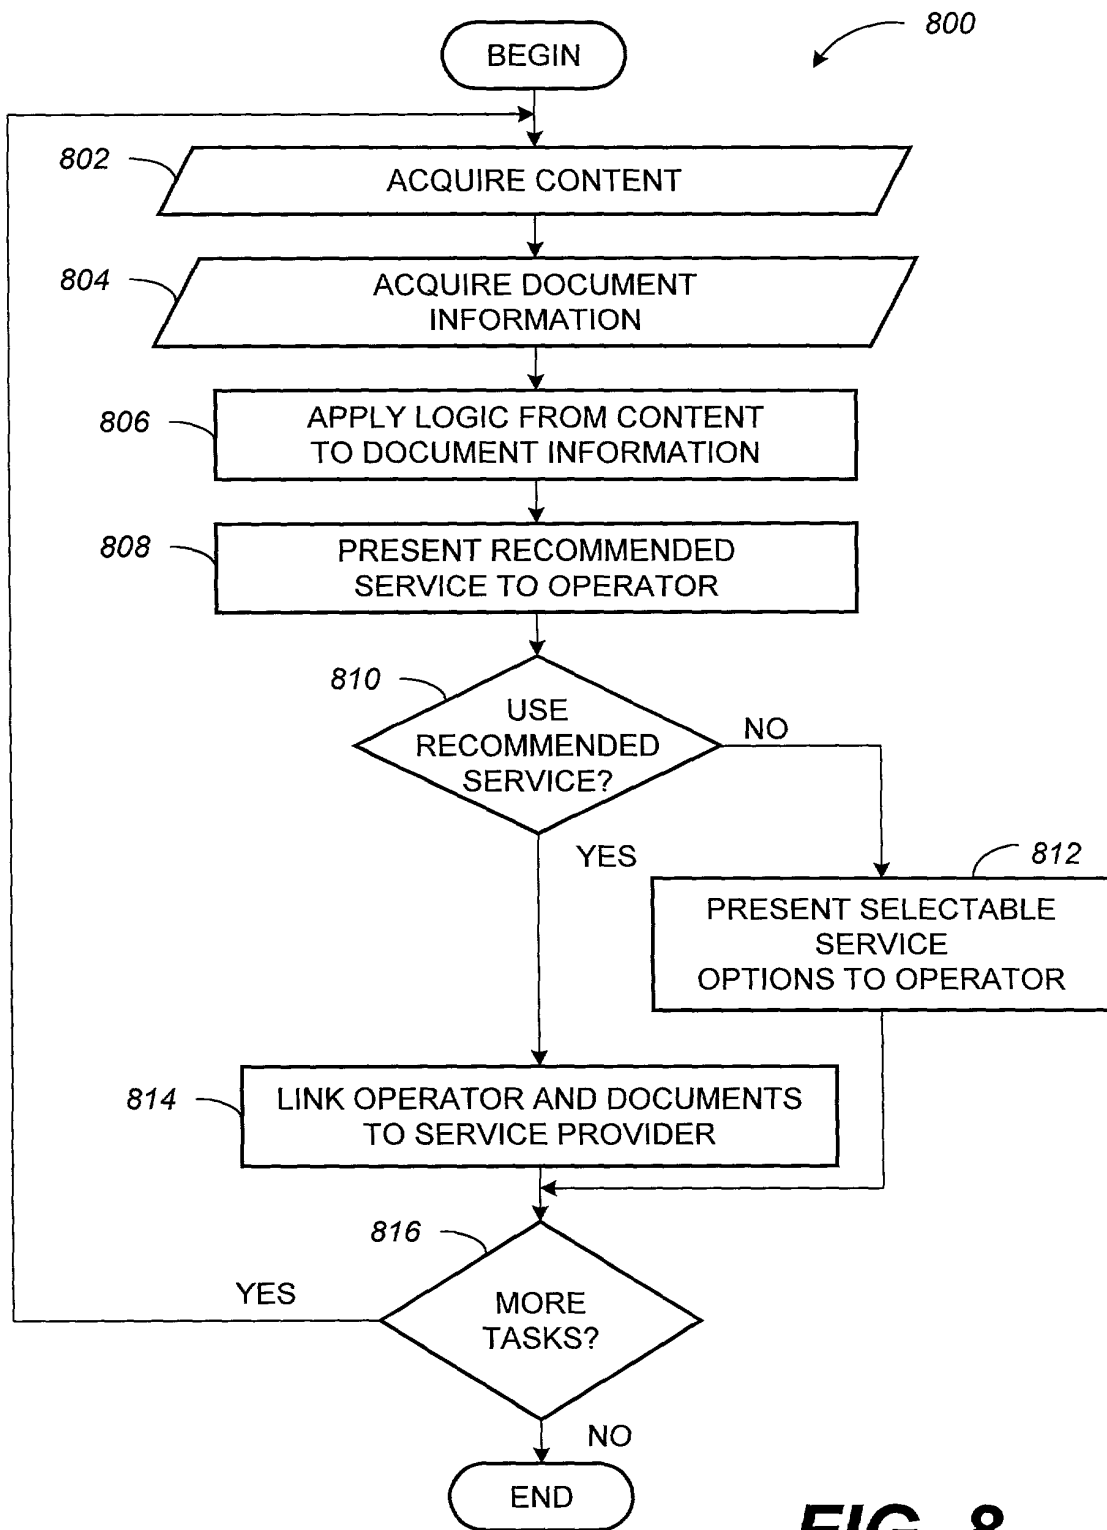 800
BEGIN
802
ACQUIRE CONTENT
804
ACQUIRE DOCUMENT
INFORMATION
806
APPLY LOGIC FROM CONTENT
TO DOCUMENT INFORMATION
808
PRESENT RECOMMENDED
SERVICE TO OPERATOR
810
USE
RECOMMENDED
SERVICE?
NO
YES
812
PRESENT SELECTABLE
SERVICE
OPTIONS TO OPERATOR
814
LINK OPERATOR AND DOCUMENTS
TO SERVICE PROVIDER
816
YES
MORE
TASKS?
NO
END
FIG. 8